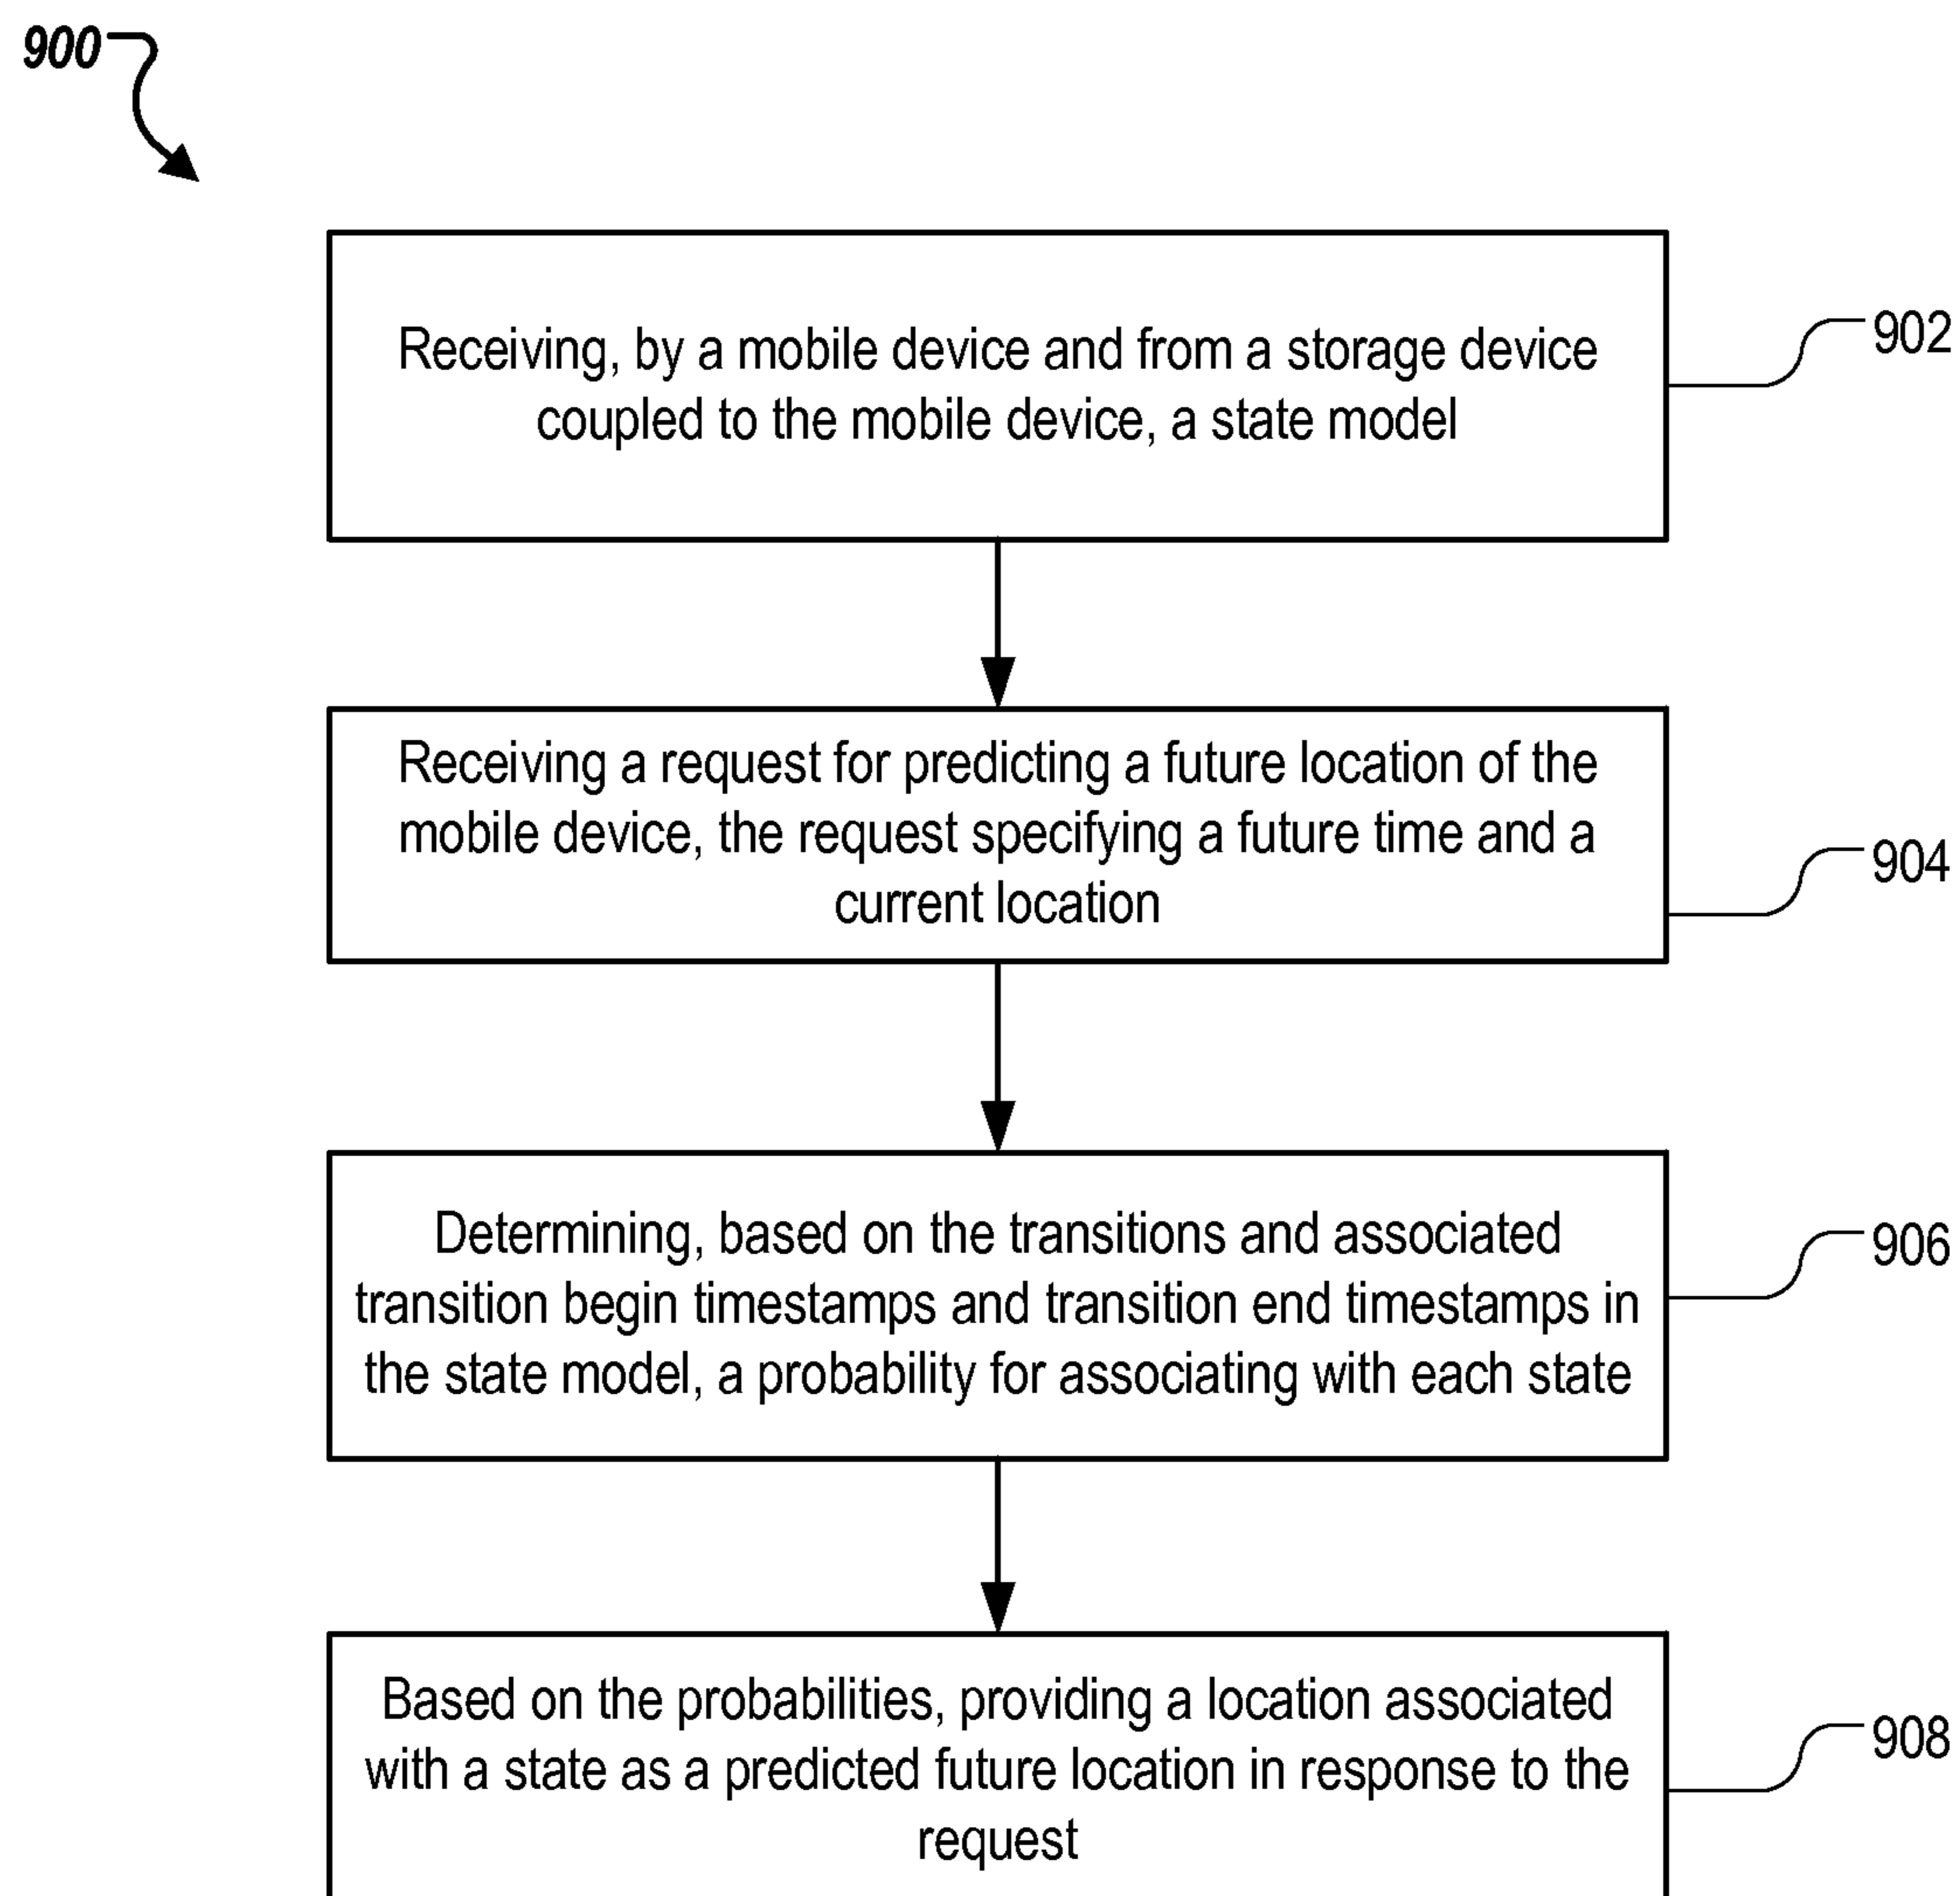 900
Receiving, by a mobile device and from a storage device
coupled to the mobile device, a state model
902
Receiving a request for predicting a future location of the
mobile device, the request specifying a future time and a
current location
904
Determining, based on the transitions and associated
transition begin timestamps and transition end timestamps in
the state model, a probability for associating with each state
906
Based on the probabilities, providing a location associated
with a state as a predicted future location in response to the
request
908